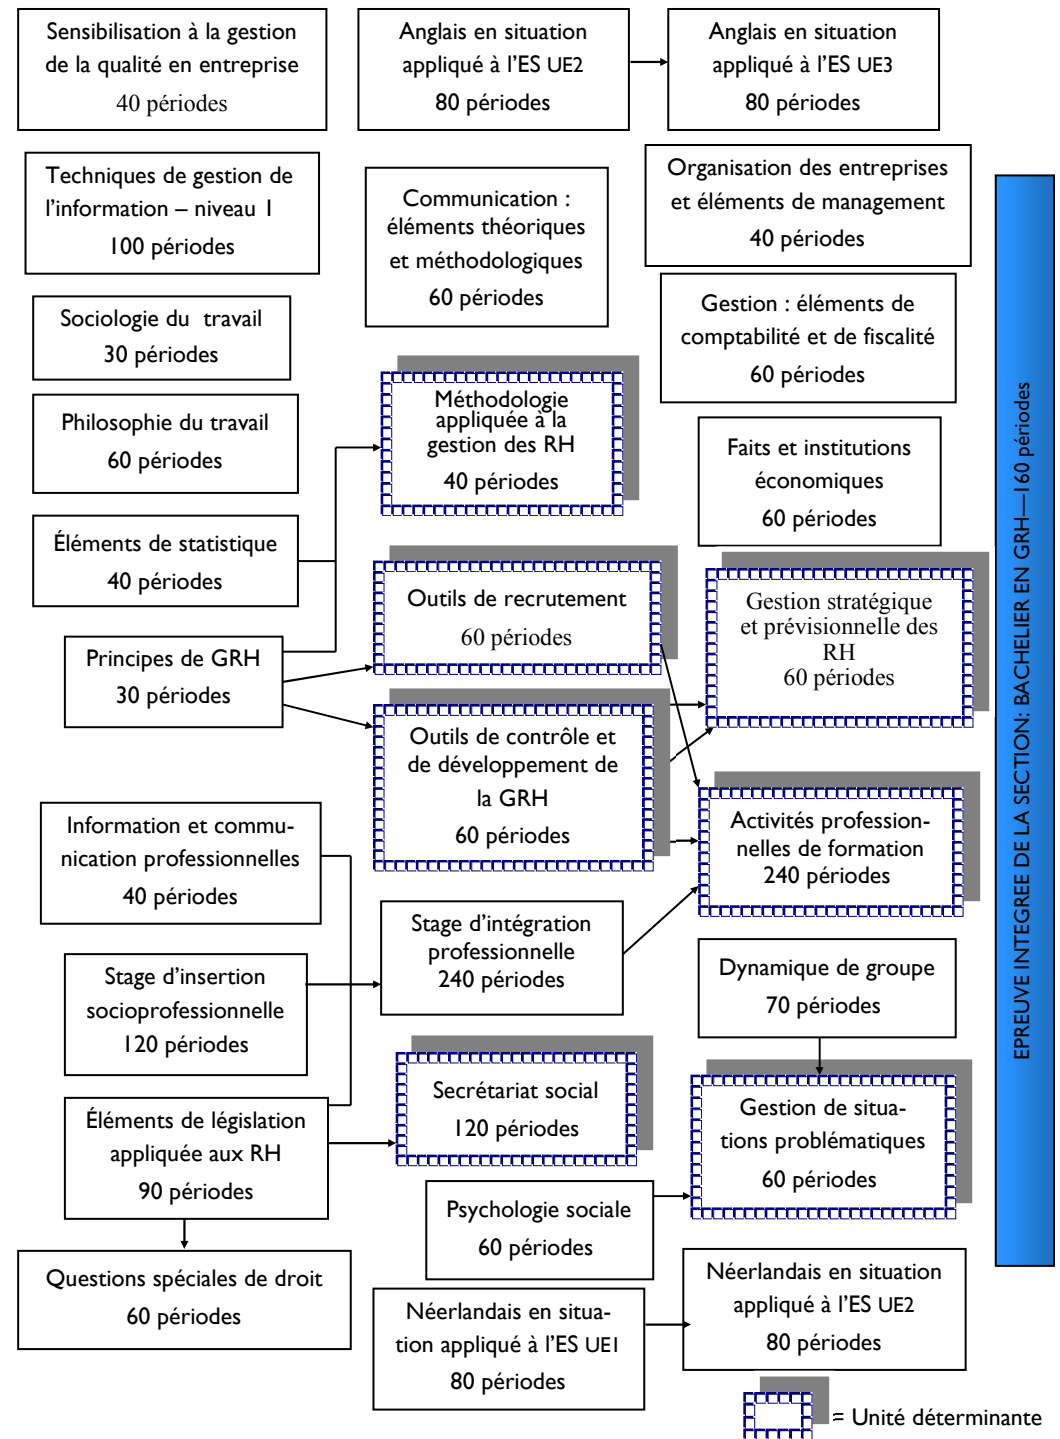 Sensibilisation à la gestion
de la qualité en entreprise
40 périodes
Anglais en situation
appliqué à l’ES UE2
80 périodes
Anglais en situation
appliqué à l’ES UE3
80 périodes
Techniques de gestion de
l’information – niveau 1
100 périodes
Communication :
éléments théoriques
et méthodologiques
60 périodes
Organisation des entreprises
et éléments de management
40 périodes
Sociologie du travail
30 périodes
Gestion : éléments de
comptabilité et de fiscalité
60 périodes
Philosophie du travail
60 périodes
Méthodologie
appliquée à la
gestion des RH
40 périodes
Faits et institutions
économiques
60 périodes
Éléments de statistique
40 périodes
Outils de recrutement
60 périodes
Gestion stratégique
et prévisionnelle des
RH
60 périodes
Principes de GRH
30 périodes
Outils de contrôle et
de développement de
la GRH
60 périodes
Information et commu-
nication professionnelles
40 périodes
Activités profession-
nelles de formation
240 périodes
Stage d’intégration
professionnelle
240 périodes
Stage d’insertion
socioprofessionnelle
120 périodes
Dynamique de groupe
70 périodes
Éléments de législation
appliquée aux RH
90 périodes
Secrétariat social
120 périodes
Gestion de situa-
tions problématiques
60 périodes
Psychologie sociale
60 périodes
Questions spéciales de droit
60 périodes
Néerlandais en situa-
tion appliqué à l’ES UE1
80 périodes
Néerlandais en situation
appliqué à l’ES UE2
80 périodes
= Unité déterminante
EPREUVE INTEGREE DE LA SECTION: BACHELIER EN GRH—160 périodes